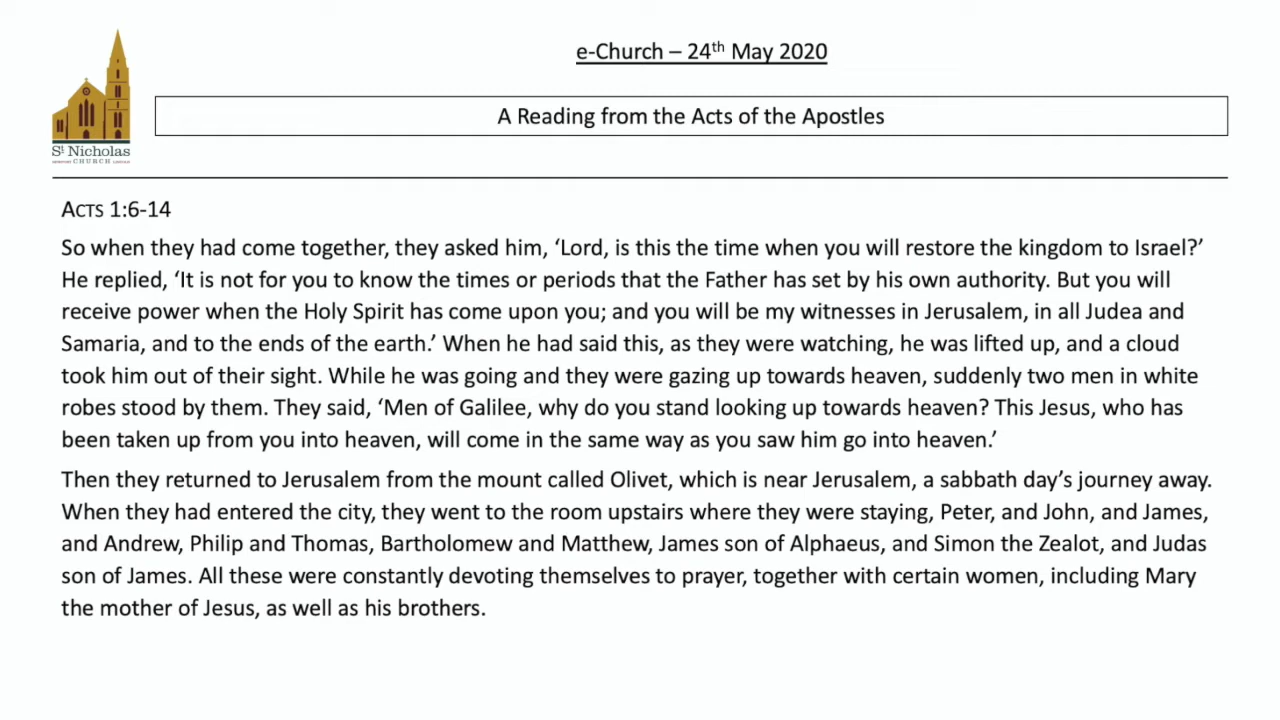 e-Church – 24th May 2020
A Reading from the Acts of the Apostles
St Nicholas
CHURCH
ACTS 1:6-14
So when they had come together, they asked him, ‘Lord, is this the time when you will restore the kingdom to Israel?’
He replied, ‘It is not for you to know the times or periods that the Father has set by his own authority. But you will
receive power when the Holy Spirit has come upon you; and you will be my witnesses in Jerusalem, in all Judea and
Samaria, and to the ends of the earth.’ When he had said this, as they were watching, he was lifted up, and a cloud
took him out of their sight. While he was going and they were gazing up towards heaven, suddenly two men in white
robes stood by them. They said, ‘Men of Galilee, why do you stand looking up towards heaven? This Jesus, who has
been taken up from you into heaven, will come in the same way as you saw him go into heaven.’
Then they returned to Jerusalem from the mount called Olivet, which is near Jerusalem, a sabbath day’s journey away.
When they had entered the city, they went to the room upstairs where they were staying, Peter, and John, and James,
and Andrew, Philip and Thomas, Bartholomew and Matthew, James son of Alphaeus, and Simon the Zealot, and Judas
son of James. All these were constantly devoting themselves to prayer, together with certain women, including Mary
the mother of Jesus, as well as his brothers.